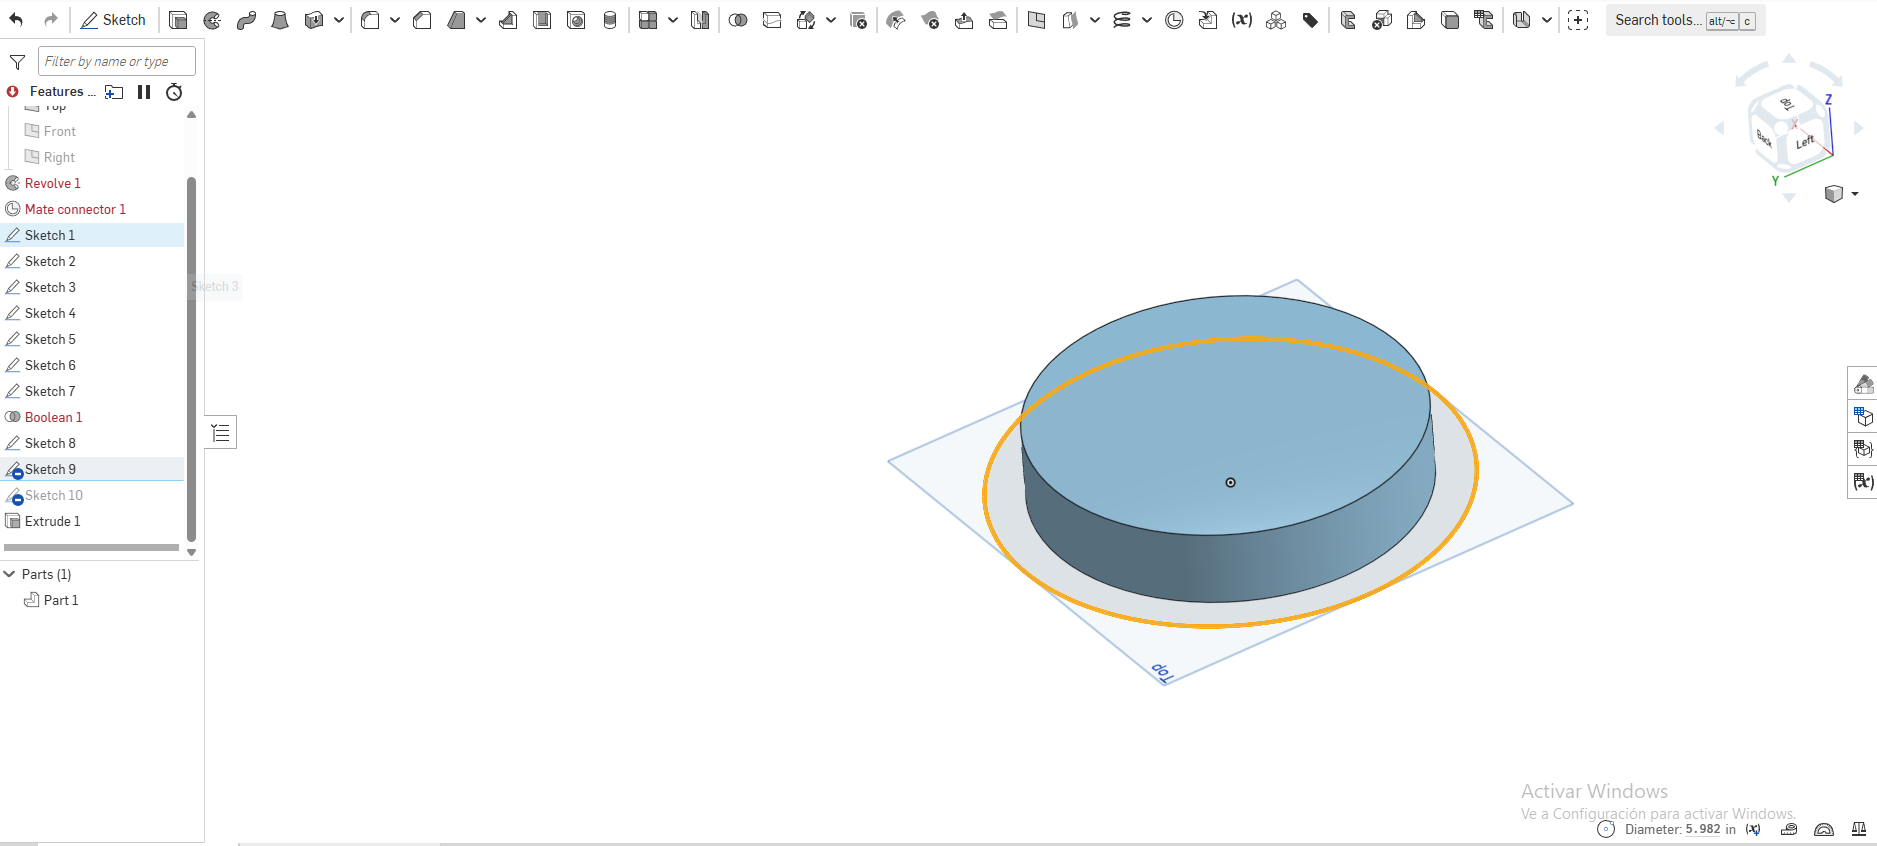 Sketch
Search tools... alt/⌥ c
Filter by name or type
Features ...
Top
Front
Right
Revolve 1
Mate connector 1
Sketch 1
Sketch 2
Sketch 3
Sketch 3
Sketch 4
Sketch 5
Sketch 6
Sketch 7
Boolean 1
Sketch 8
Sketch 9
Sketch 10
Extrude 1
Parts (1)
Part 1
Top
Back
Left
X
Z
Y
Top
(x)
(x)
Activar Windows
Ve a Configuración para activar Windows.
Diameter: 5.982 in (x)